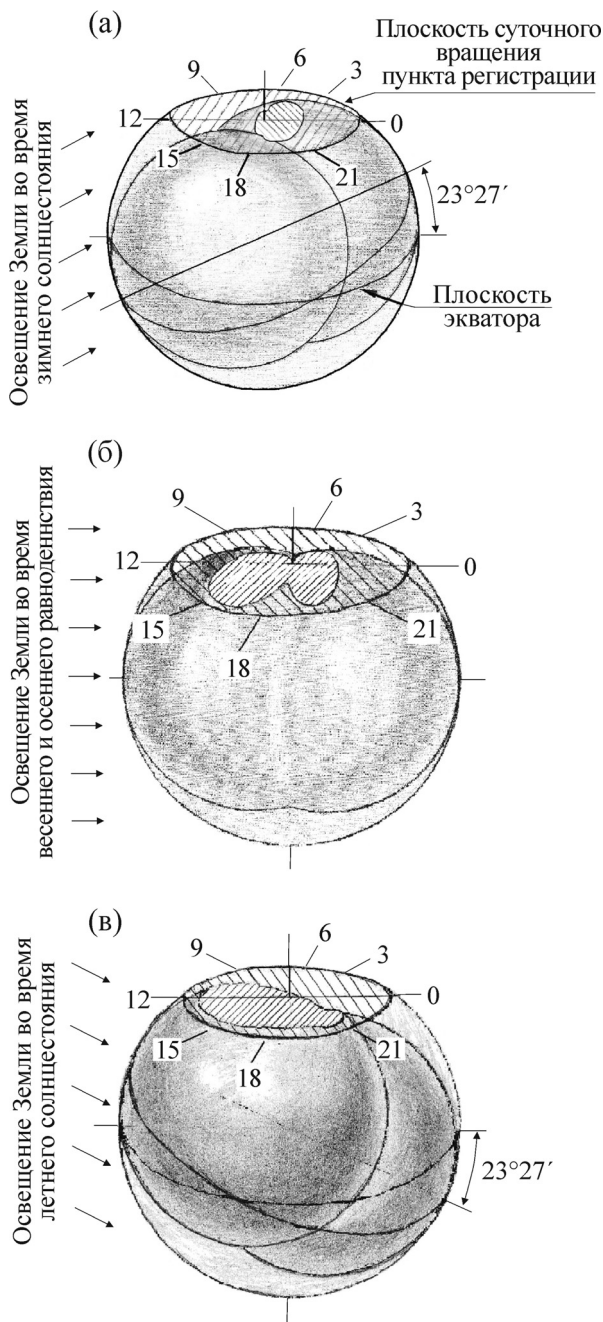 (а)
Плоскость суточного
вращения
пункта регистрации
9
6
3
12
0
15
18
21
23°27´
Плоскость
экватора
Освещение Земли во время
зимнего солнцестояния
(б)
9
6
3
12
0
15
18
21
Освещение Земли во время
весеннего и осеннего равноденнствия
(в)
9
6
3
12
0
15
18
21
23°27´
Освещение Земли во время
летнего солнцестояния